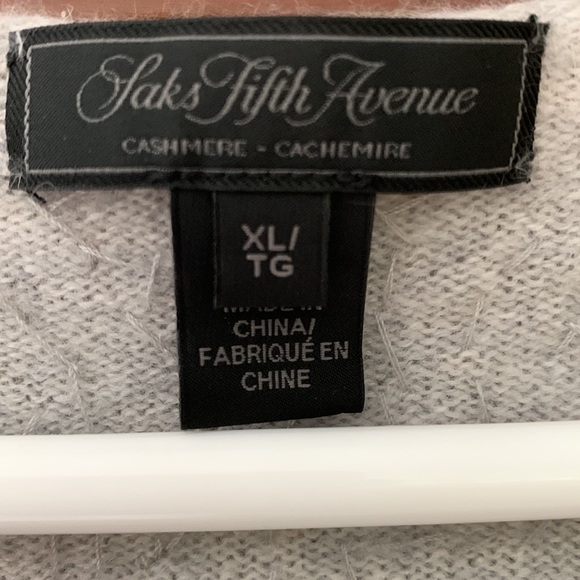 Saks Fifth Avenue
CASHMERE - CACHEMIRE
XL/
TG
MADE IN
CHINA/
FABRIQUÉ EN
CHINE